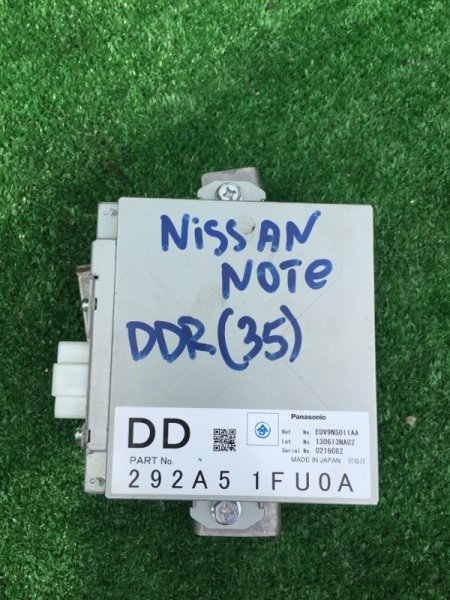 NiSSAN
NOTe
DDR(35)
DD
Panasonic
Ref No. EUV9NS011AA
Lot No. 130613NA02
Serial No. 0216082
PART No.
MADE IN JAPAN
292A5 1FU0A